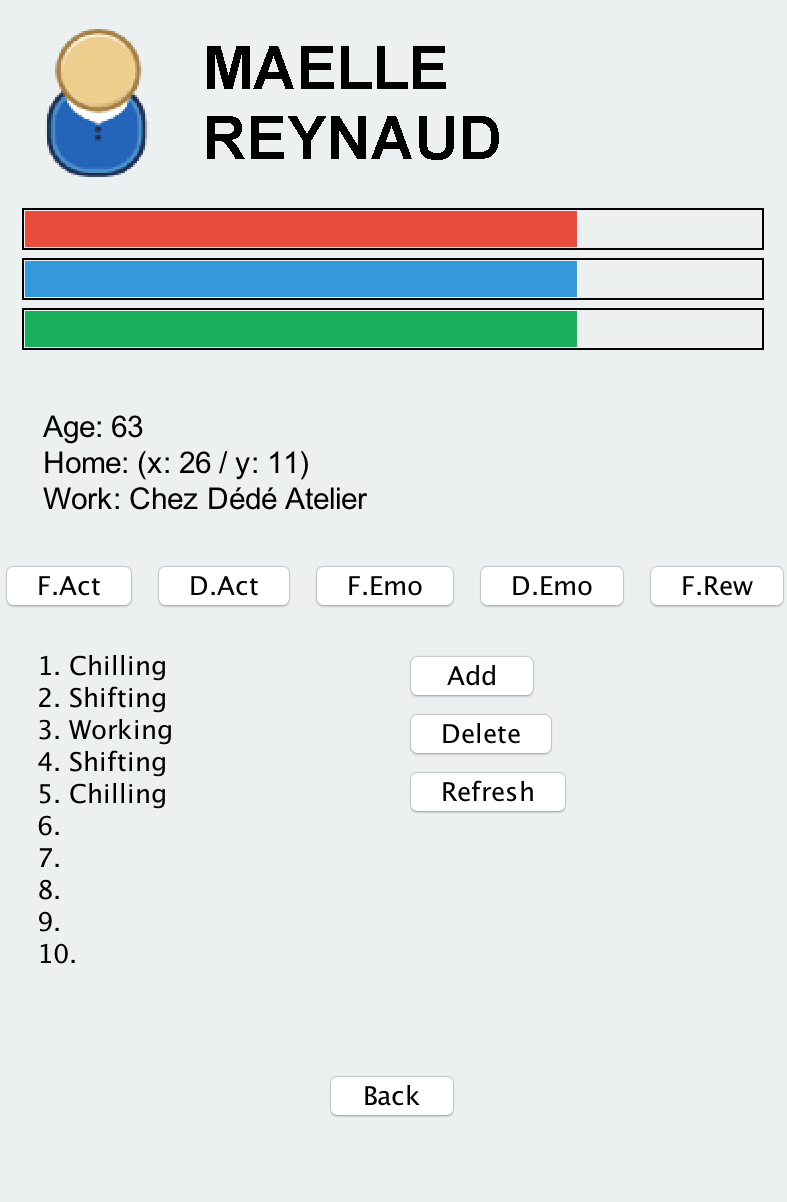 MAELLE
REYNAUD
Age: 63
Home: (x: 26 / y: 11)
Work: Chez Dédé Atelier
F.Act D.Act F.Emo D.Emo F.Rew
1. Chilling
2. Shifting
3. Working
4. Shifting
5. Chilling
6.
7.
8.
9.
10.
Add
Delete
Refresh
Back